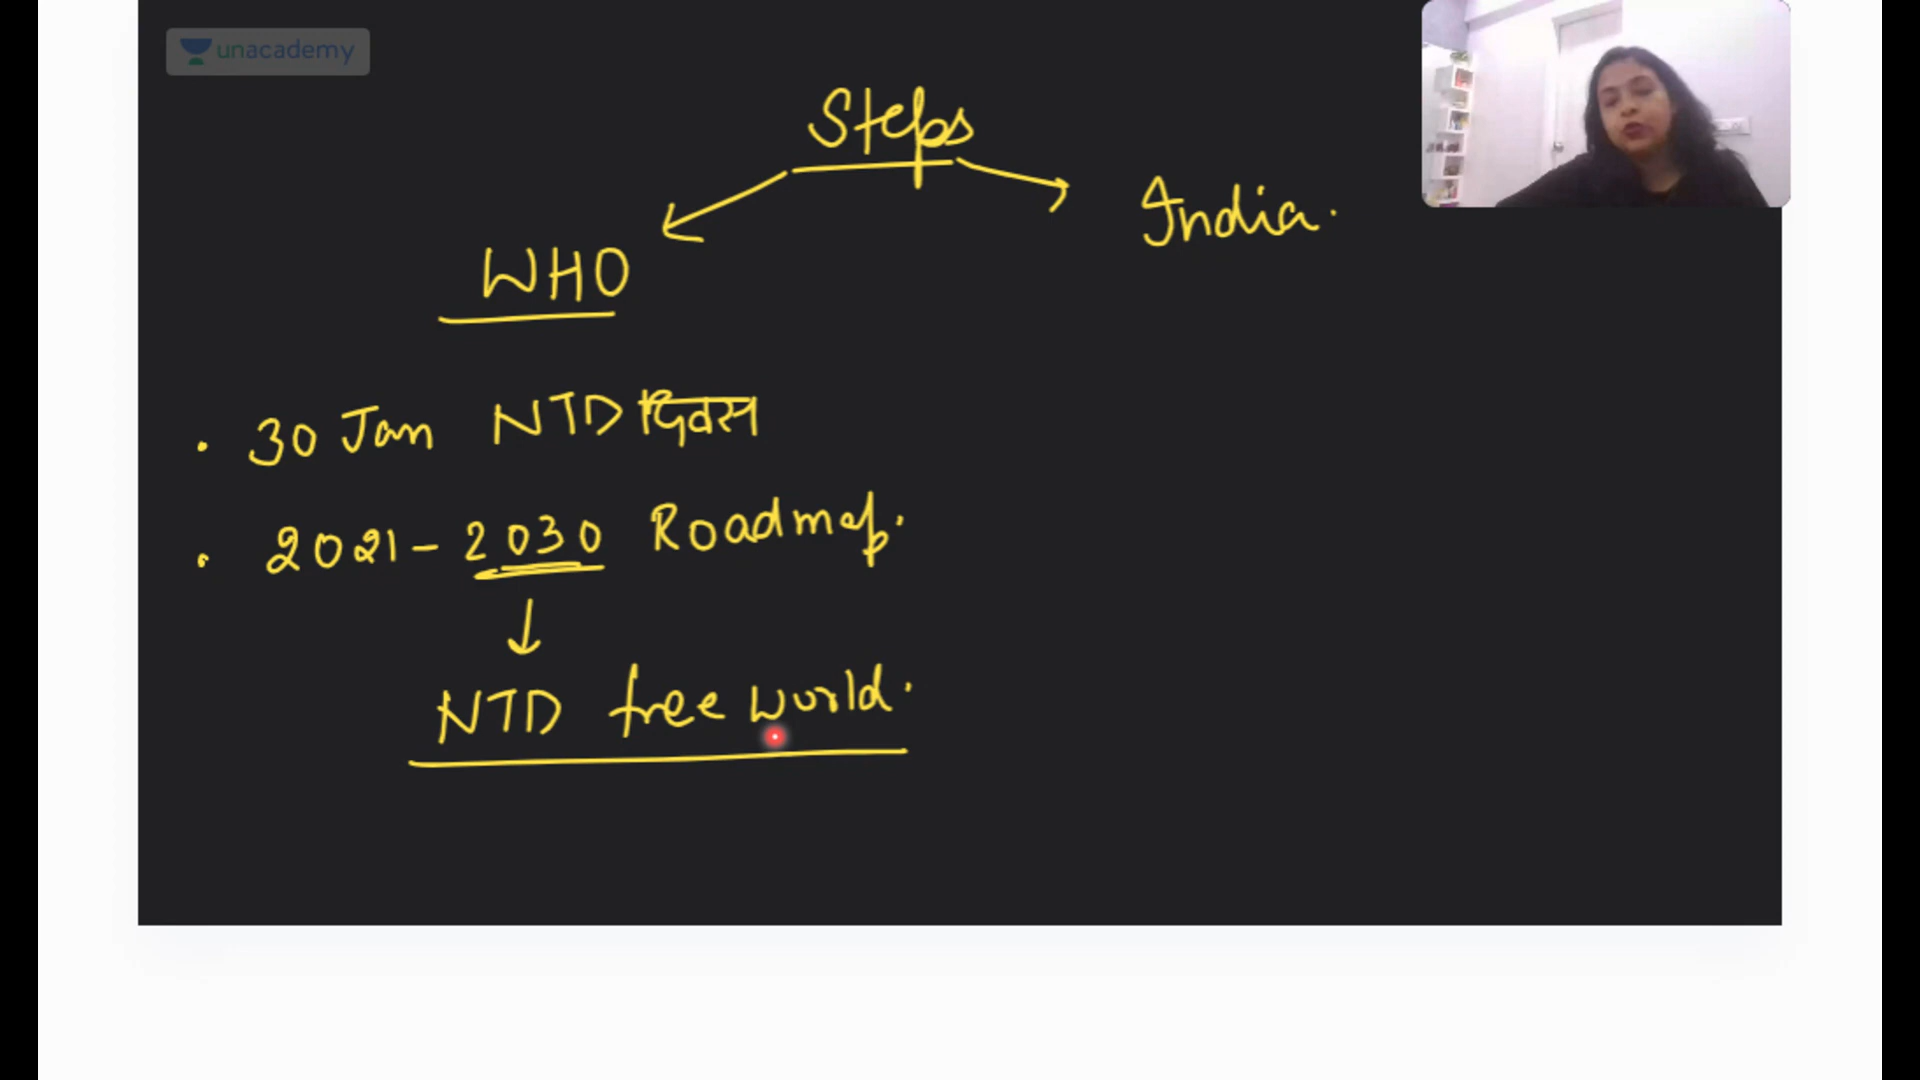 unacademy
Steps
India.
WHO
. 30 Jan NTD दिवस
. 2021-2030 Roadmap.
NTD free world.